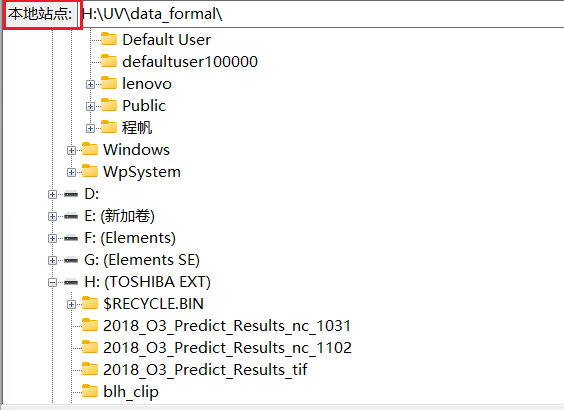 本地站点: H:\UV\data_formal\
Default User
defaultuser100000
lenovo
Public
程帆
Windows
WpSystem
D:
E: (新加卷)
F: (Elements)
G: (Elements SE)
H: (TOSHIBA EXT)
$RECYCLE.BIN
2018_O3_Predict_Results_nc_1031
2018_O3_Predict_Results_nc_1102
2018_O3_Predict_Results_tif
blh_clip